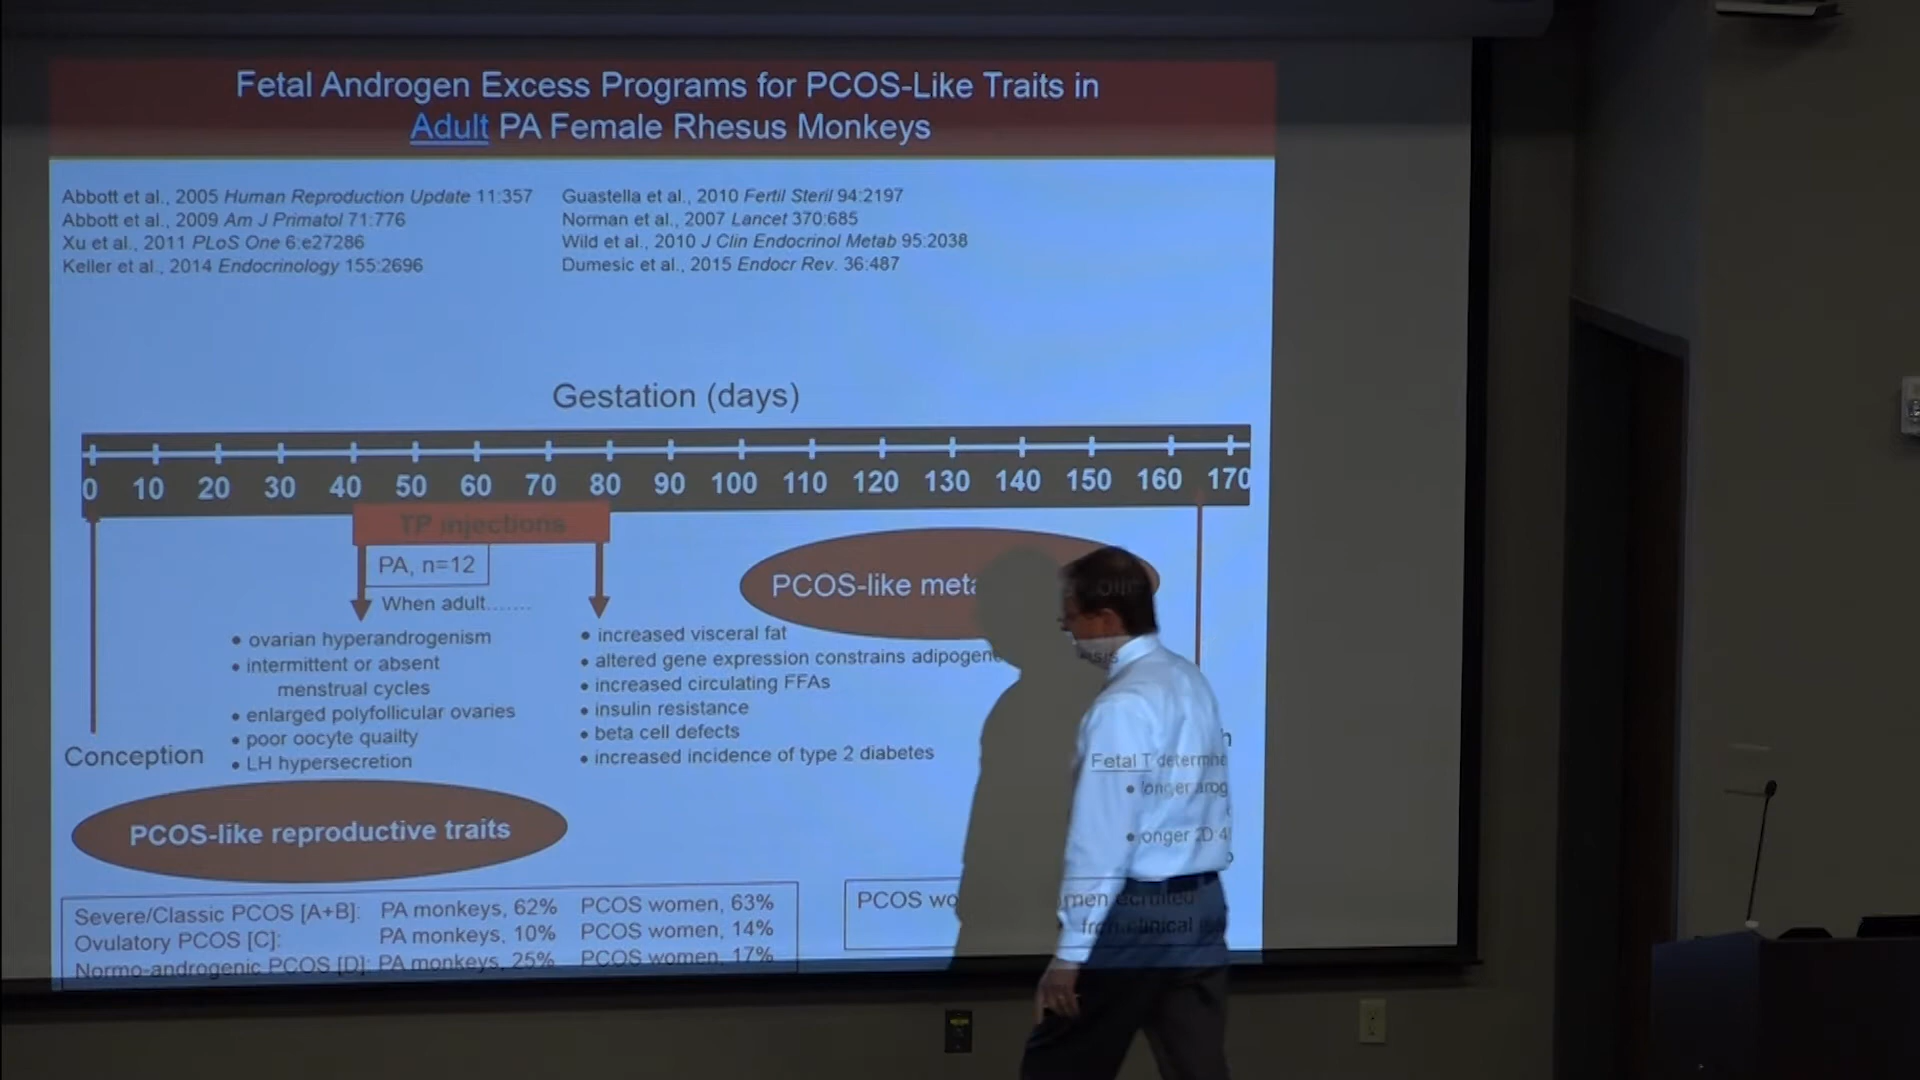 Fetal Androgen Excess Programs for PCOS-Like Traits in
Adult PA Female Rhesus Monkeys
Abbott et al., 2005 Human Reproduction Update 11:357
Abbott et al., 2009 Am J Primatol 71:776
Xu et al., 2011 PLoS One 6:e27286
Keller et al., 2014 Endocrinology 155:2696
Guastella et al., 2010 Fertil Steril 94:2197
Norman et al., 2007 Lancet 370:685
Wild et al., 2010 J Clin Endocrinol Metab 95:2038
Dumesic et al., 2015 Endocr Rev. 36:487
Gestation (days)
0 10 20 30 40 50 60 70 80 90 100 110 120 130 140 150 160 170
TP injections
PA, n=12
When adult.......
• ovarian hyperandrogenism
• intermittent or absent
menstrual cycles
• enlarged polyfollicular ovaries
• poor oocyte quailty
• LH hypersecretion
Conception
PCOS-like reproductive traits
PCOS-like
• increased visceral fat
• altered gene expression constrains
• increased circulating FFAs
• insulin resistance
• beta cell defects
• increased incidence of type 2 diabetes
Fetal T
• longer
• longer 2D
Severe/Classic PCOS [A+B]: PA monkeys, 62% PCOS women, 63%
Ovulatory PCOS [C]: PA monkeys, 10% PCOS women, 14%
Normo-androgenic PCOS [D]: PA monkeys, 25% PCOS women, 17%
PCOS
from clinical